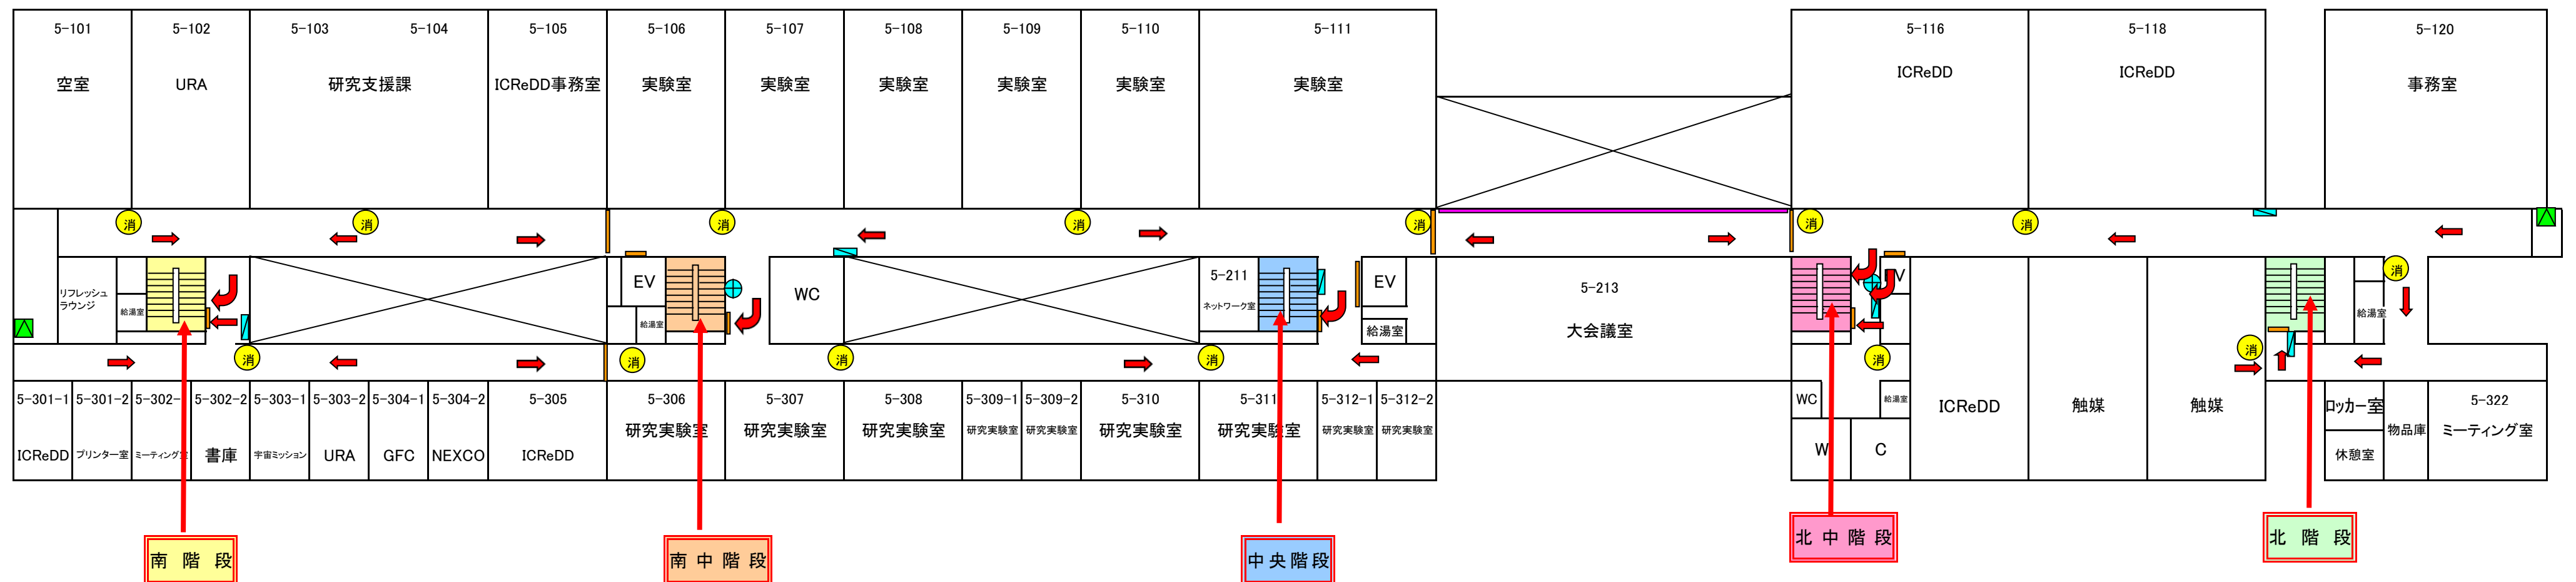 5-101
5-102
5-103
5-104
5-105
5-106
5-107
5-108
5-109
5-110
5-111
5-116
5-118
5-120
空室
URA
研究支援課
ICReDD事務室
実験室
実験室
実験室
実験室
実験室
実験室
ICReDD
ICReDD
事務室
消
消
消
消
消
消
消
リフレッシュ
ラウンジ
給湯室
EV
給湯室
WC
5-211
ネットワーク室
EV
給湯室
5-213
大会議室
EV
消
給湯室
消
消
消
消
消
消
5-301-1
5-301-2
5-302-
5-302-2
5-303-1
5-303-2
5-304-1
5-304-2
5-305
5-306
5-307
5-308
5-309-1
5-309-2
5-310
5-311
5-312-1
5-312-2
WC
給湯室
ICReDD
触媒
触媒
ロッカー室
物品庫
5-322
ミーティング室
ICReDD
プリンター室
ミーティング室
書庫
宇宙ミッション
URA
GFC
NEXCO
ICReDD
研究実験室
研究実験室
研究実験室
研究実験室
研究実験室
研究実験室
研究実験室
研究実験室
研究実験室
W
C
休憩室
南階段
南中階段
中央階段
北中階段
北階段